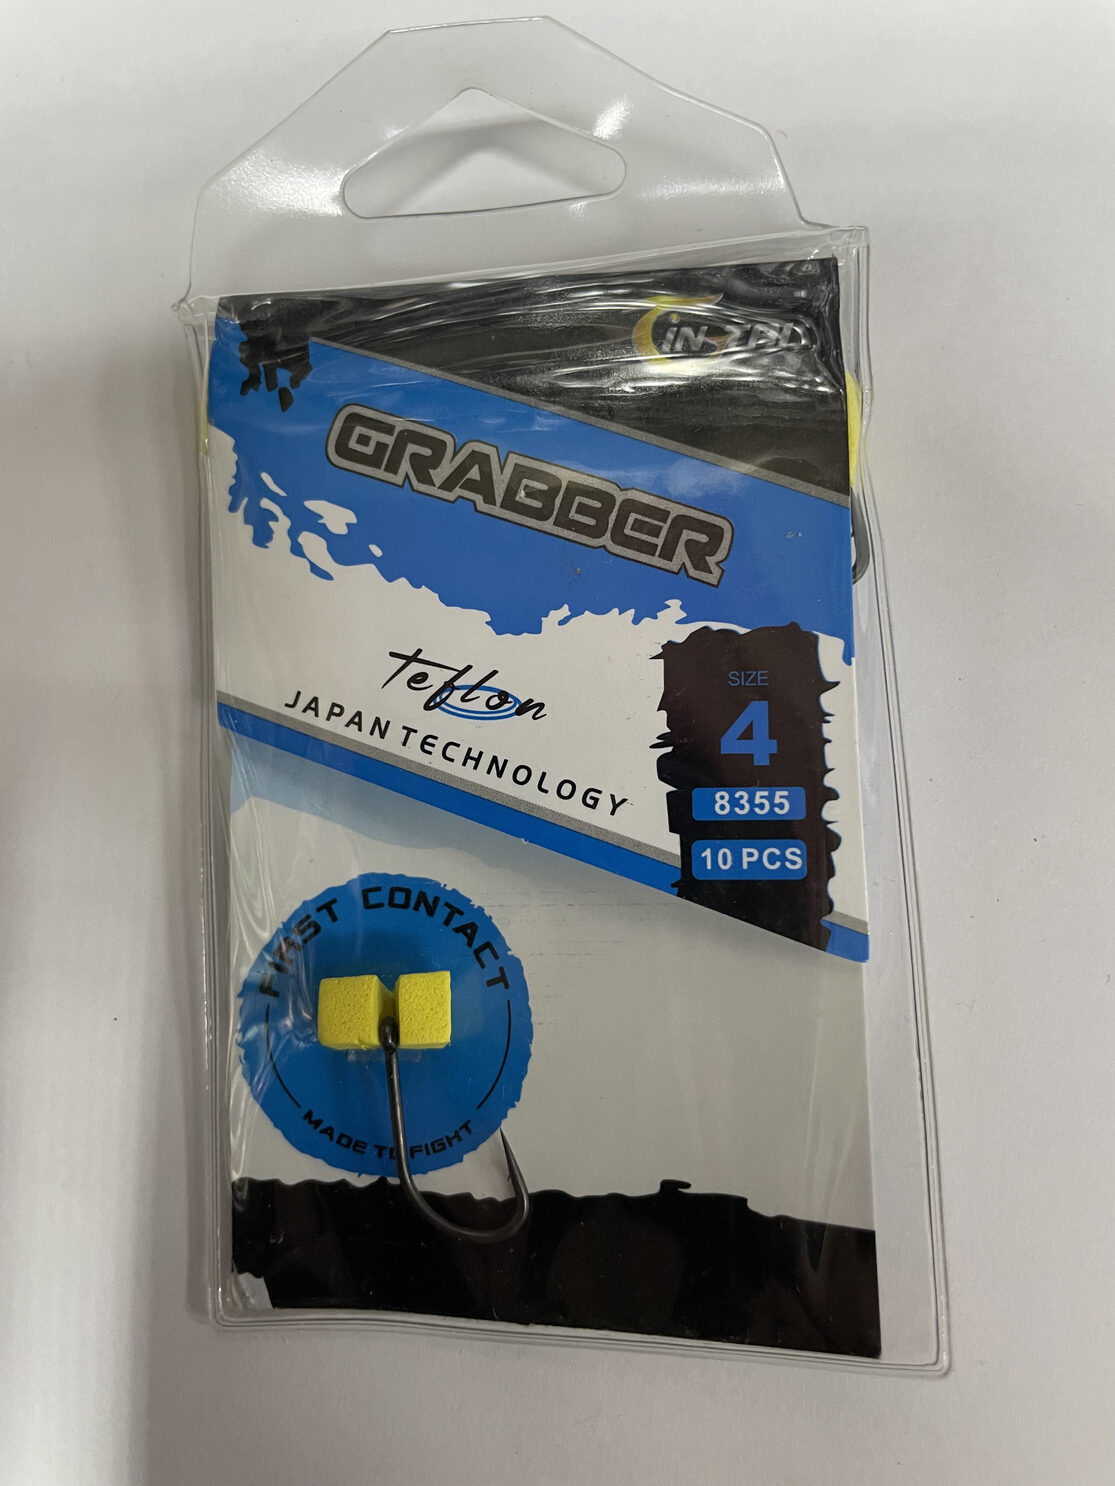 GRABBER
Teflon
JAPAN TECHNOLOGY
SIZE
4
8355
10 PCS
FIRST CONTACT
MADE TO FIGHT